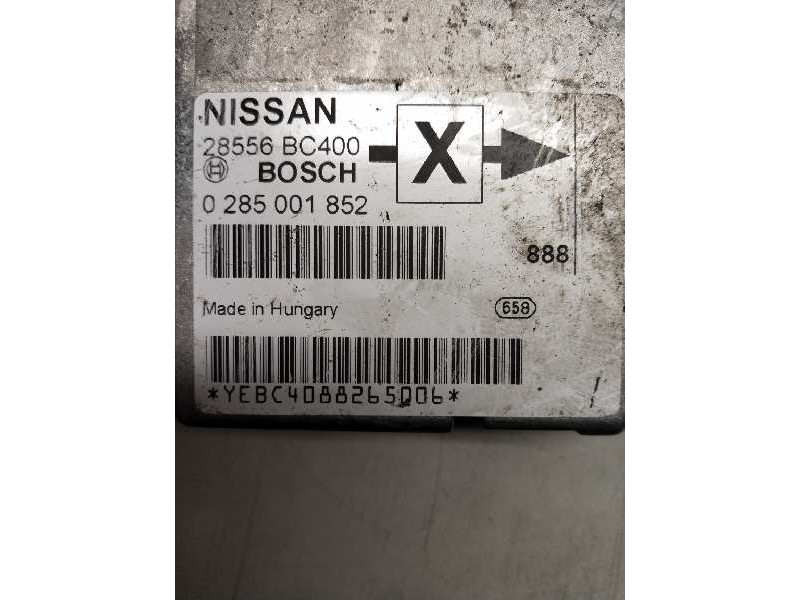 NISSAN
28556 BC400
X
BOSCH
0 285 001 852
888
Made in Hungary
658
*YEBC4088265006*